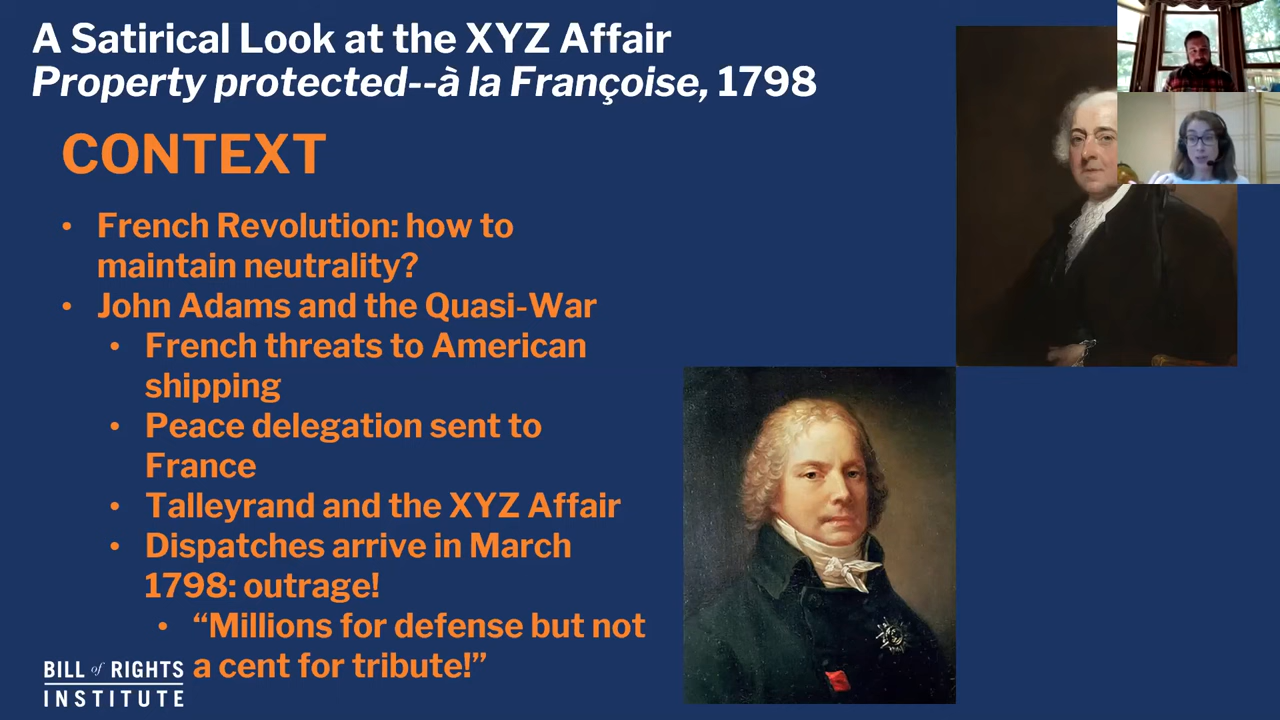 A Satirical Look at the XYZ Affair
Property protected--à la Françoise, 1798
CONTEXT
• French Revolution: how to
maintain neutrality?
• John Adams and the Quasi-War
• French threats to American
shipping
• Peace delegation sent to
France
• Talleyrand and the XYZ Affair
• Dispatches arrive in March
1798: outrage!
• “Millions for defense but not
a cent for tribute!”
BILL of RIGHTS
INSTITUTE